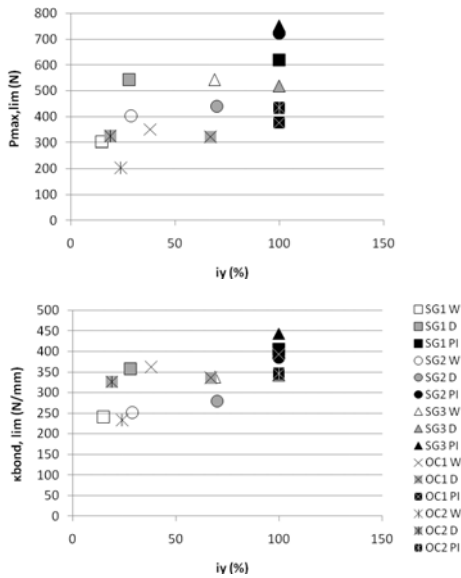 800
700
600
500
400
300
200
100
0
Pmax,lim (N)
0 50 100 150
iy (%)
500
450
400
350
300
250
200
150
100
50
0
κbond, lim (N/mm)
0 50 100 150
iy (%)
SG1 W
SG1 D
SG1 PI
SG2 W
SG2 D
SG2 PI
SG3 W
SG3 D
SG3 PI
OC1 W
OC1 D
OC1 PI
OC2 W
OC2 D
OC2 PI